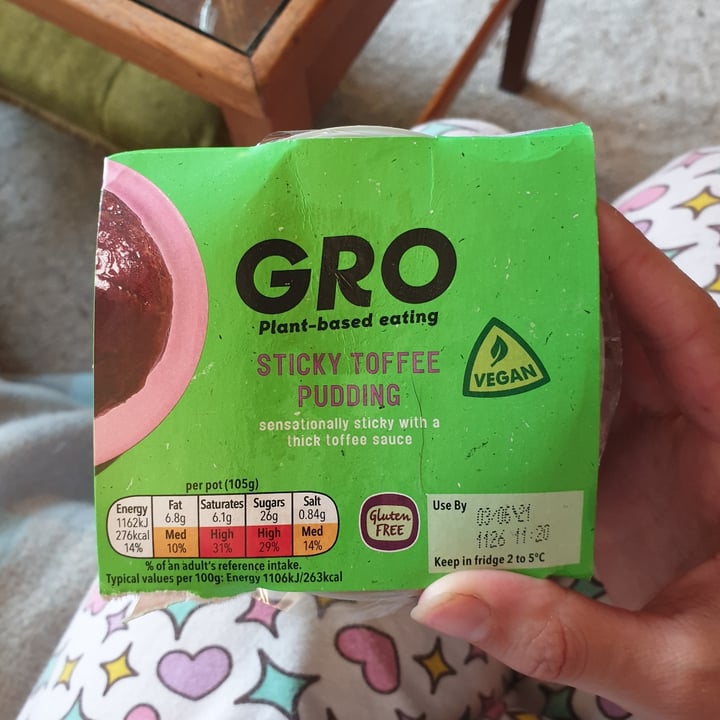 GRO
Plant-based eating
STICKY TOFFEE
PUDDING
sensationally sticky with a
thick toffee sauce
VEGAN
per pot (105g)
Energy 1162kJ 276kcal 14%
Fat 6.8g Med 10%
Saturates 6.1g High 31%
Sugars 26g High 29%
Salt 0.84g Med 14%
% of an adult's reference intake.
Typical values per 100g: Energy 1106kJ/263kcal
Gluten
FREE
Use By
03/06\21
1126 11:20
Keep in fridge 2 to 5°C